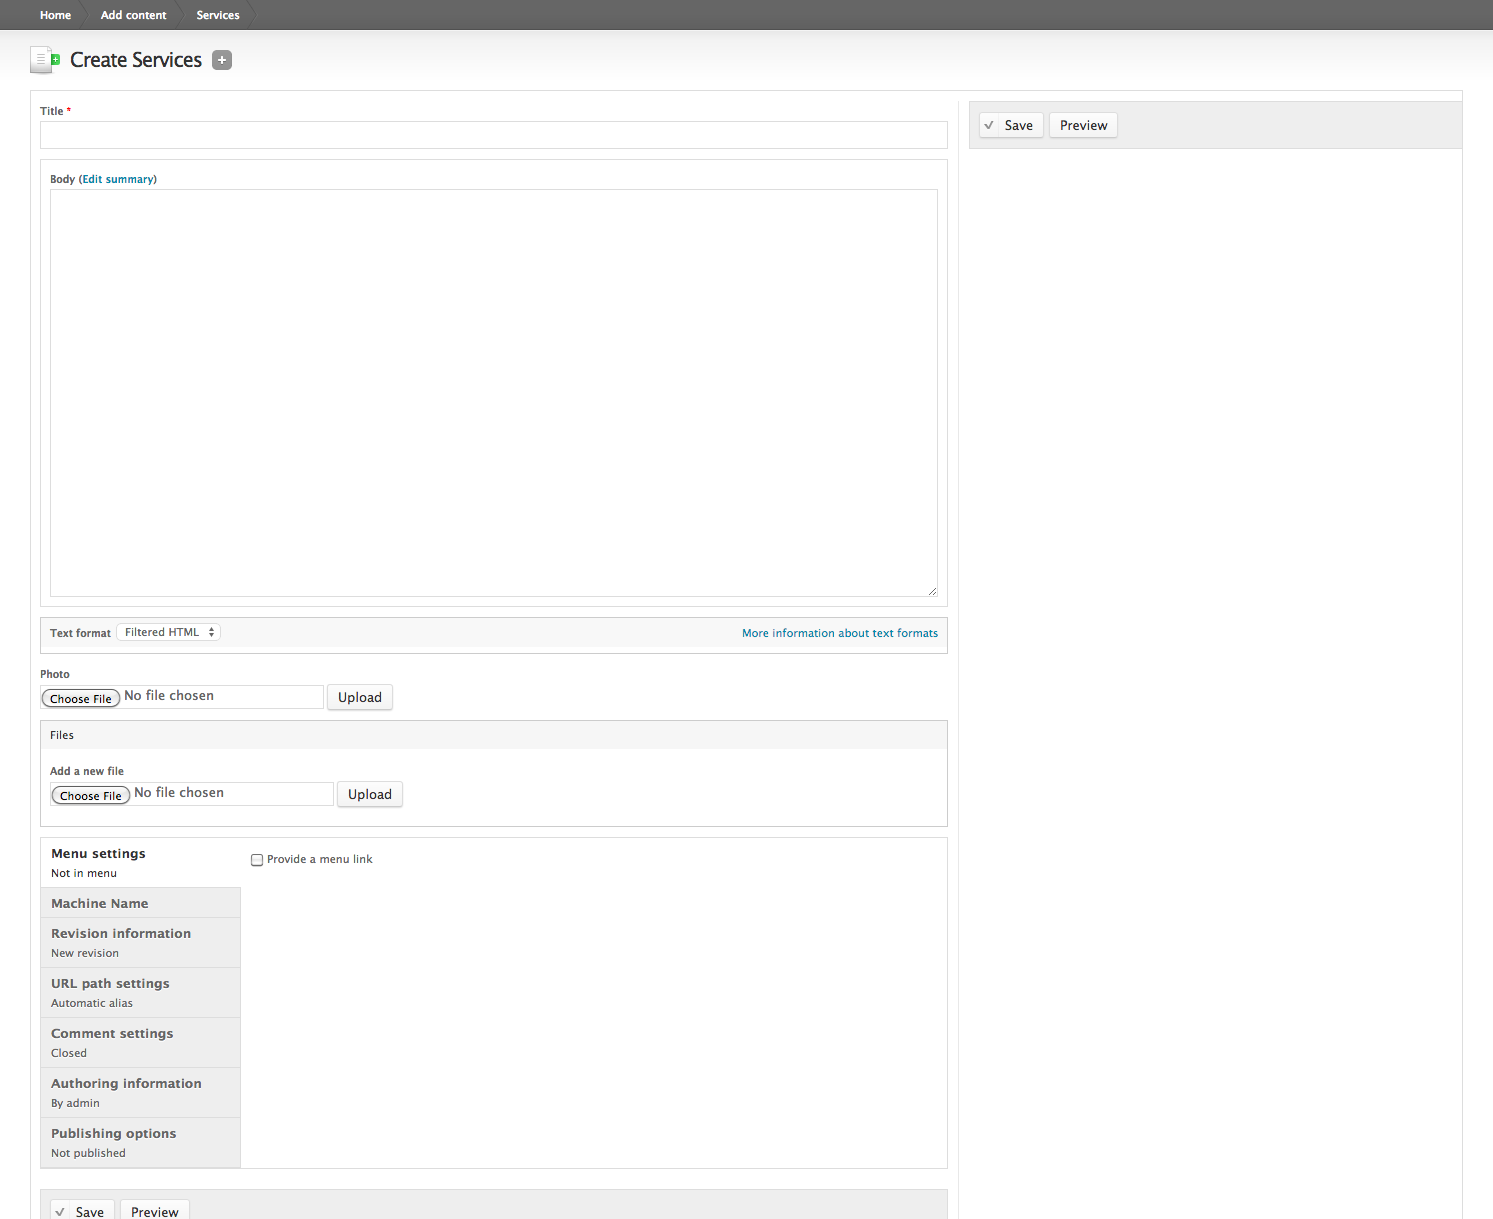 Home Add content Services
Create Services
Title *
Save Preview
Body (Edit summary)
Text format Filtered HTML More information about text formats
Photo
Choose File No file chosen Upload
Files
Add a new file
Choose File No file chosen Upload
Menu settings
Not in menu
Provide a menu link
Machine Name
Revision information
New revision
URL path settings
Automatic alias
Comment settings
Closed
Authoring information
By admin
Publishing options
Not published
Save Preview